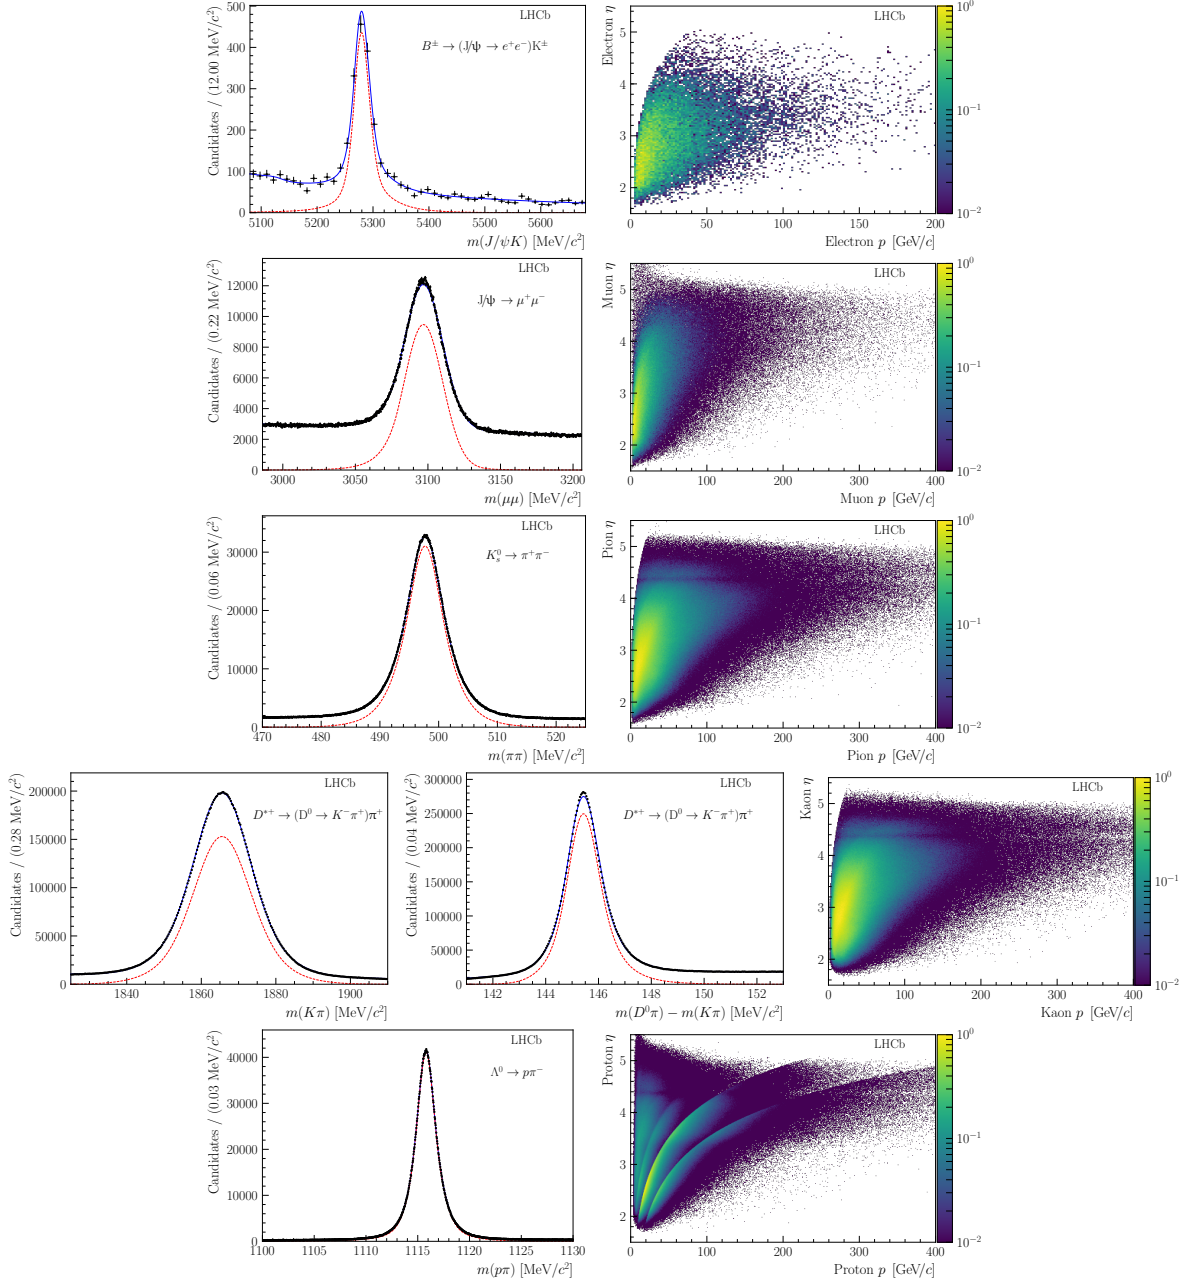 Candidates / (12.00 MeV/c²)
500
400
300
200
100
0
LHCb
B± → (J/ψ → e⁺e⁻)K±
5100 5200 5300 5400 5500 5600
m(J/ψK) [MeV/c²]
Electron η
5
4
3
2
LHCb
0 50 100 150 200
Electron p [GeV/c]
10⁰
10⁻¹
10⁻²
Candidates / (0.22 MeV/c²)
12000
10000
8000
6000
4000
2000
0
LHCb
J/ψ → μ⁺μ⁻
3000 3050 3100 3150 3200
m(μμ) [MeV/c²]
Muon η
5
4
3
2
LHCb
0 100 200 300 400
Muon p [GeV/c]
10⁰
10⁻¹
10⁻²
Candidates / (0.06 MeV/c²)
30000
20000
10000
0
LHCb
K⁰ₛ → π⁺π⁻
470 480 490 500 510 520
m(ππ) [MeV/c²]
Pion η
5
4
3
2
LHCb
0 100 200 300 400
Pion p [GeV/c]
10⁰
10⁻¹
10⁻²
Candidates / (0.28 MeV/c²)
200000
150000
100000
50000
0
LHCb
D*⁺ → (D⁰ → K⁻π⁺)π⁺
1840 1860 1880 1900
m(Kπ) [MeV/c²]
Candidates / (0.04 MeV/c²)
300000
250000
200000
150000
100000
50000
0
LHCb
D*⁺ → (D⁰ → K⁻π⁺)π⁺
142 144 146 148 150 152
m(D⁰π) − m(Kπ) [MeV/c²]
Kaon η
5
4
3
2
LHCb
0 100 200 300 400
Kaon p [GeV/c]
10⁰
10⁻¹
10⁻²
Candidates / (0.03 MeV/c²)
40000
30000
20000
10000
0
LHCb
Λ⁰ → pπ⁻
1100 1105 1110 1115 1120 1125 1130
m(pπ) [MeV/c²]
Proton η
5
4
3
2
LHCb
0 100 200 300 400
Proton p [GeV/c]
10⁰
10⁻¹
10⁻²